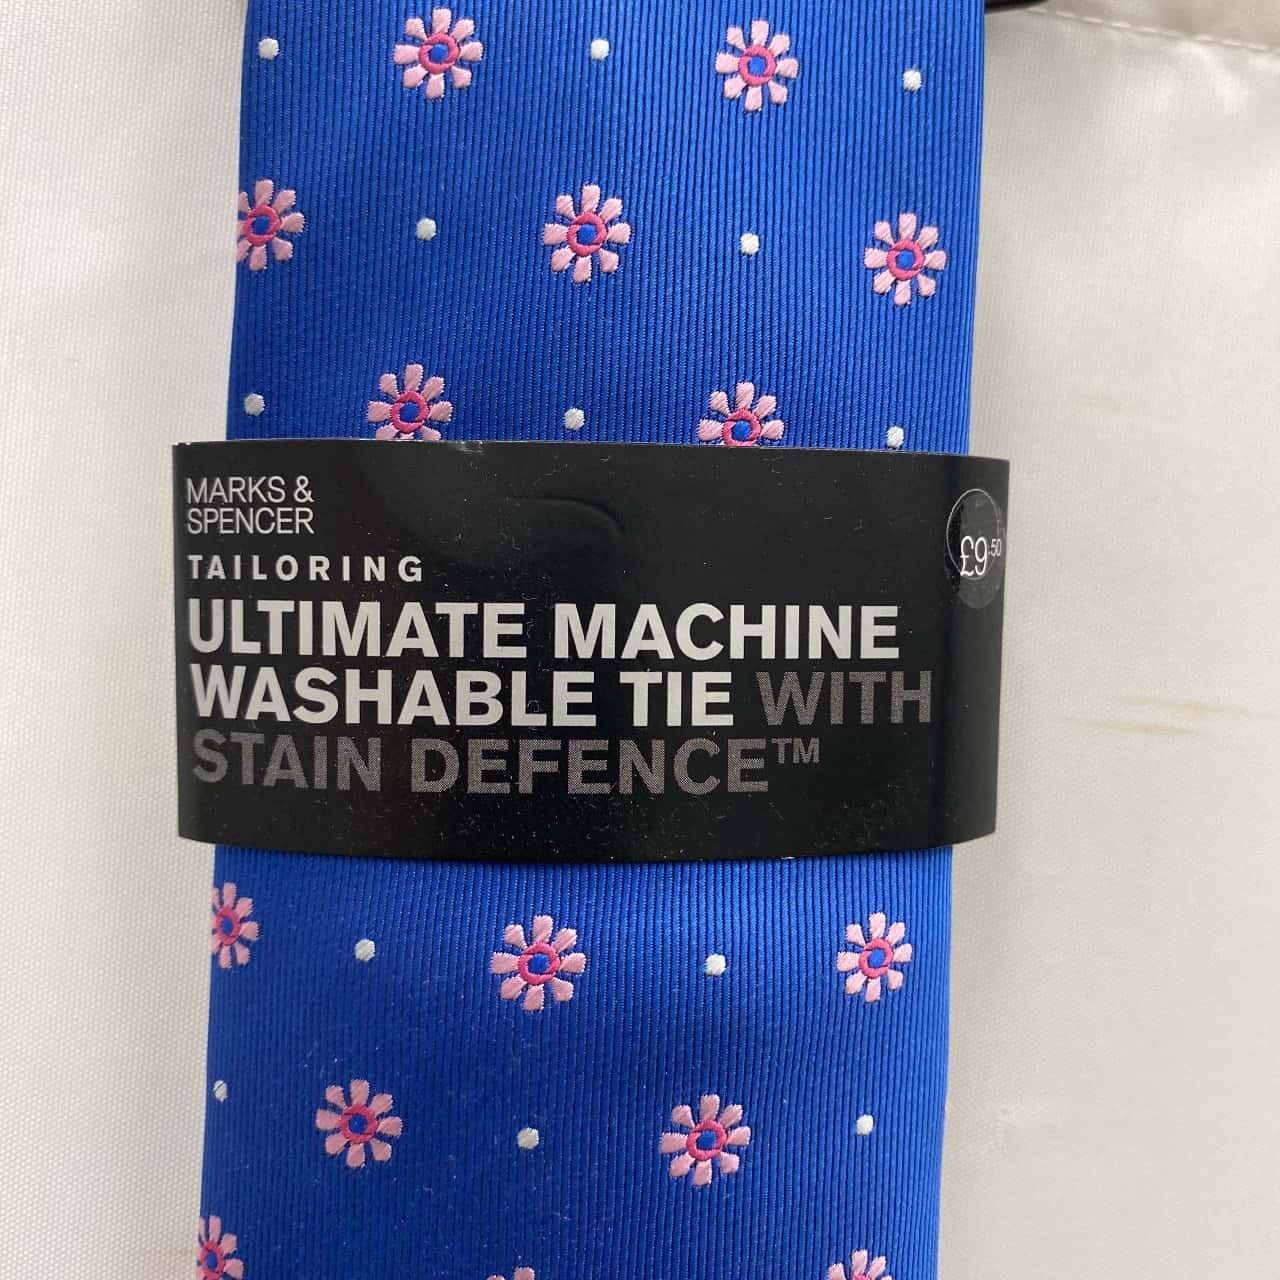 MARKS &
SPENCER
TAILORING
ULTIMATE MACHINE
WASHABLE TIE WITH
STAIN DEFENCE™
£9.50